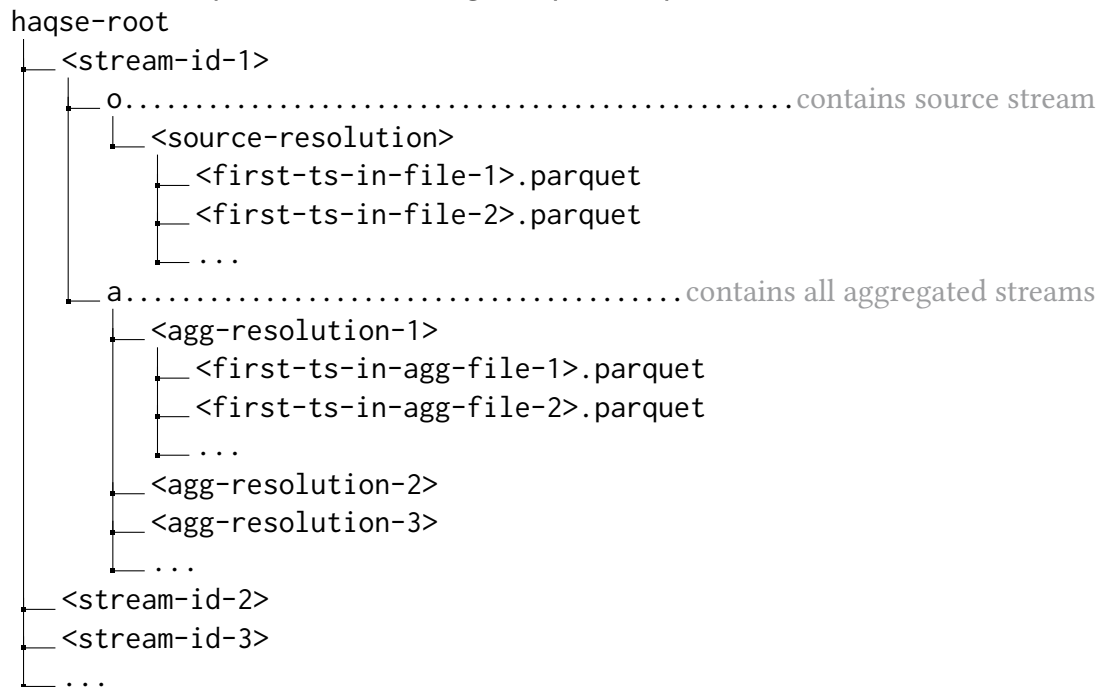 haqse-root
<stream-id-1>
o................................................contains source stream
<source-resolution>
<first-ts-in-file-1>.parquet
<first-ts-in-file-2>.parquet
...
a........................................contains all aggregated streams
<agg-resolution-1>
<first-ts-in-agg-file-1>.parquet
<first-ts-in-agg-file-2>.parquet
...
<agg-resolution-2>
<agg-resolution-3>
...
<stream-id-2>
<stream-id-3>
...